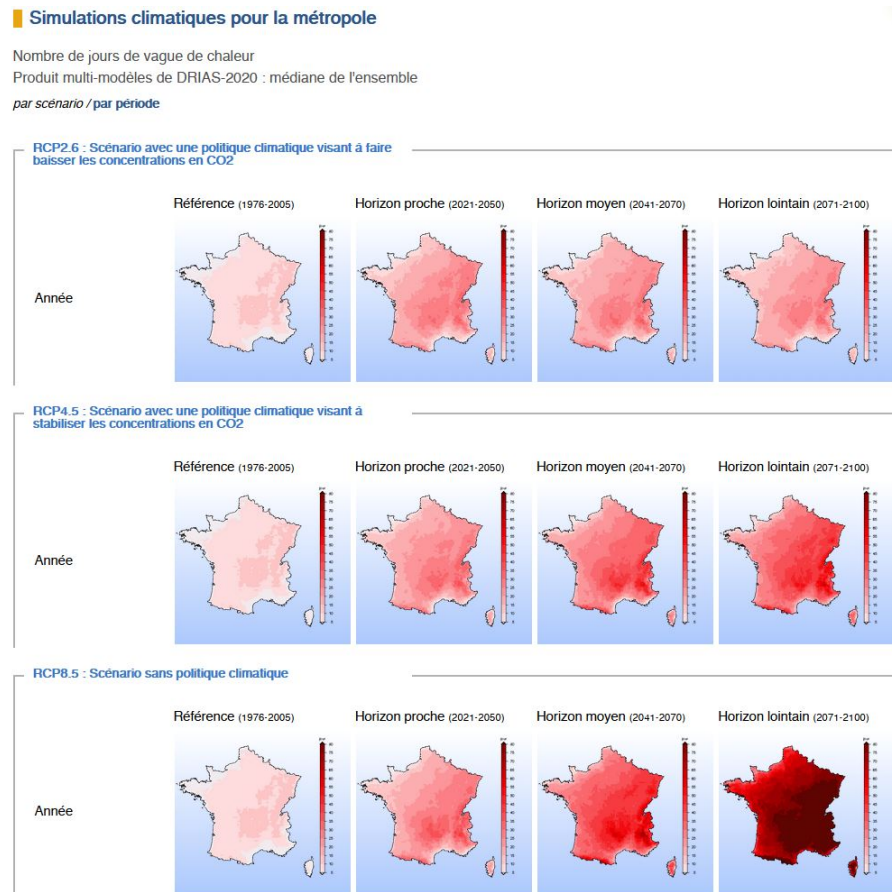 Simulations climatiques pour la métropole
Nombre de jours de vague de chaleur
Produit multi-modèles de DRIAS-2020 : médiane de l'ensemble
par scénario / par période
RCP2.6 : Scénario avec une politique climatique visant à faire
baisser les concentrations en CO2
Référence (1976-2005) Horizon proche (2021-2050) Horizon moyen (2041-2070) Horizon lointain (2071-2100)
Année
RCP4.5 : Scénario avec une politique climatique visant à
stabiliser les concentrations en CO2
Référence (1976-2005) Horizon proche (2021-2050) Horizon moyen (2041-2070) Horizon lointain (2071-2100)
Année
RCP8.5 : Scénario sans politique climatique
Référence (1976-2005) Horizon proche (2021-2050) Horizon moyen (2041-2070) Horizon lointain (2071-2100)
Année